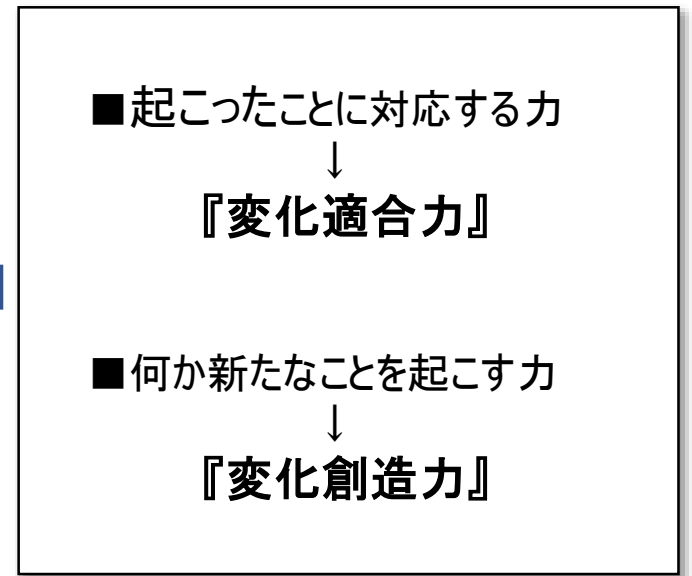 ■起こったことに対応する力
↓
『変化適合力』
■何か新たなことを起こす力
↓
『変化創造力』